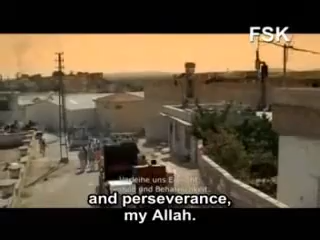 FSK
Verleihe uns E
und Beharrlichkeit,
and perseverance,
my Allah.